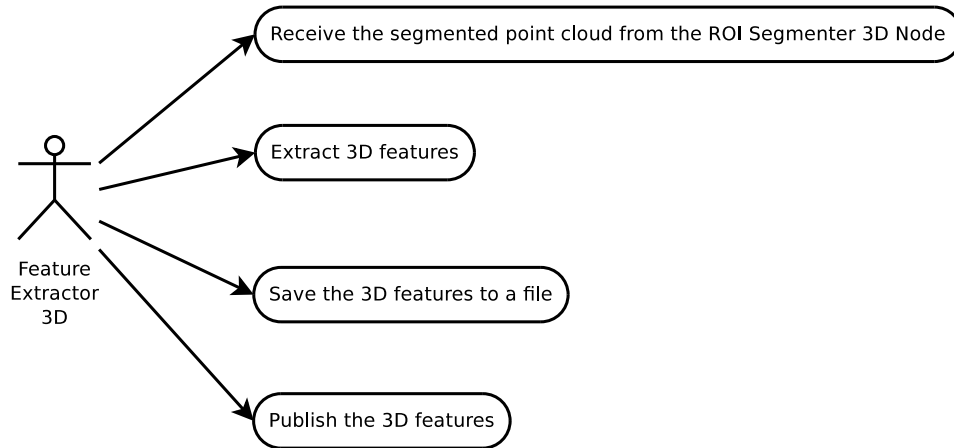 Receive the segmented point cloud from the ROI Segmenter 3D Node
Extract 3D features
Feature
Extractor
3D
Save the 3D features to a file
Publish the 3D features